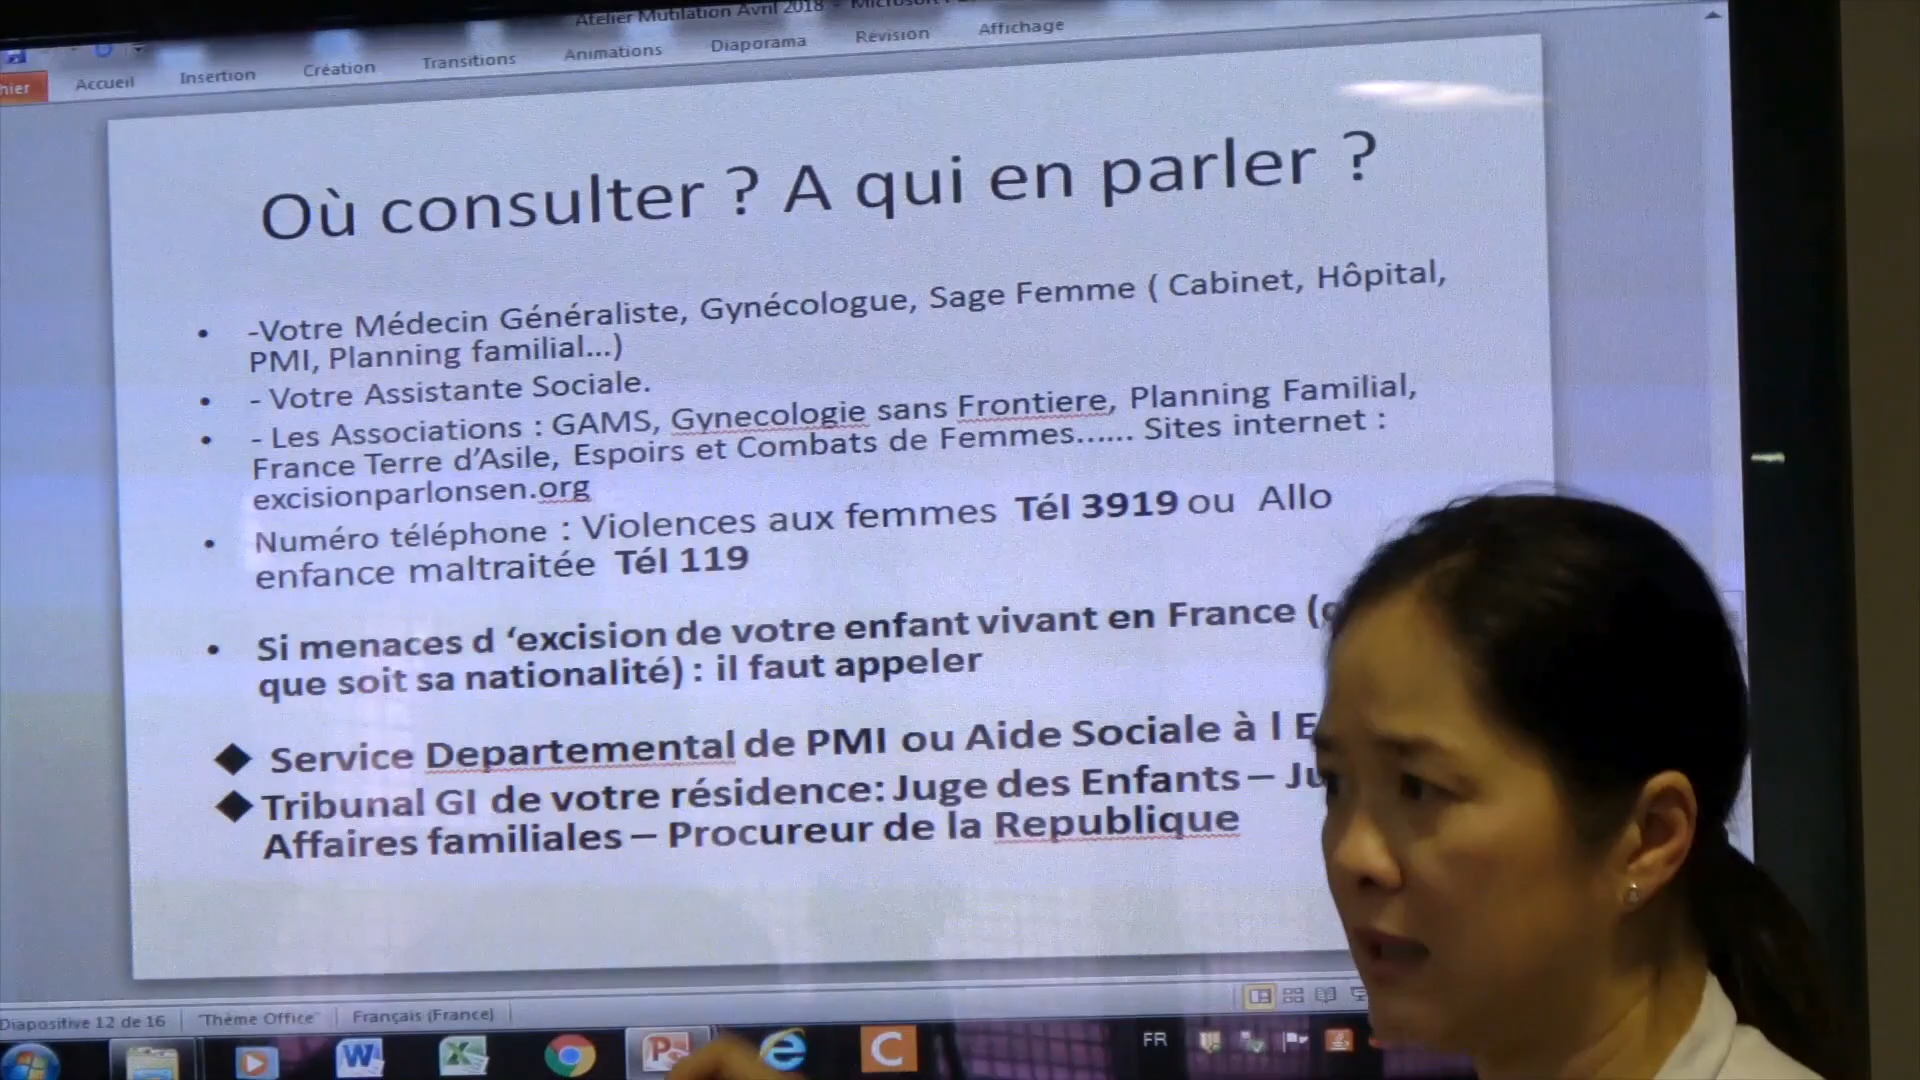 Atelier Mutilation Avril 2018 -
Accueil Insertion Création Transitions Animations Diaporama Révision Affichage
Où consulter ? A qui en parler ?
• -Votre Médecin Généraliste, Gynécologue, Sage Femme ( Cabinet, Hôpital,
PMI, Planning familial...)
• - Votre Assistante Sociale.
• - Les Associations : GAMS, Gynecologie sans Frontiere, Planning Familial,
France Terre d'Asile, Espoirs et Combats de Femmes...... Sites internet :
excisionparlonsen.org
• Numéro téléphone : Violences aux femmes Tél 3919 ou Allo
enfance maltraitée Tél 119
• Si menaces d ‘excision de votre enfant vivant en France (
que soit sa nationalité) : il faut appeler
◆ Service Departemental de PMI ou Aide Sociale à l E
◆ Tribunal GI de votre résidence: Juge des Enfants – Ju
Affaires familiales – Procureur de la Republique
Diapositive 12 de 16 "Thème Office" Français (France)
FR